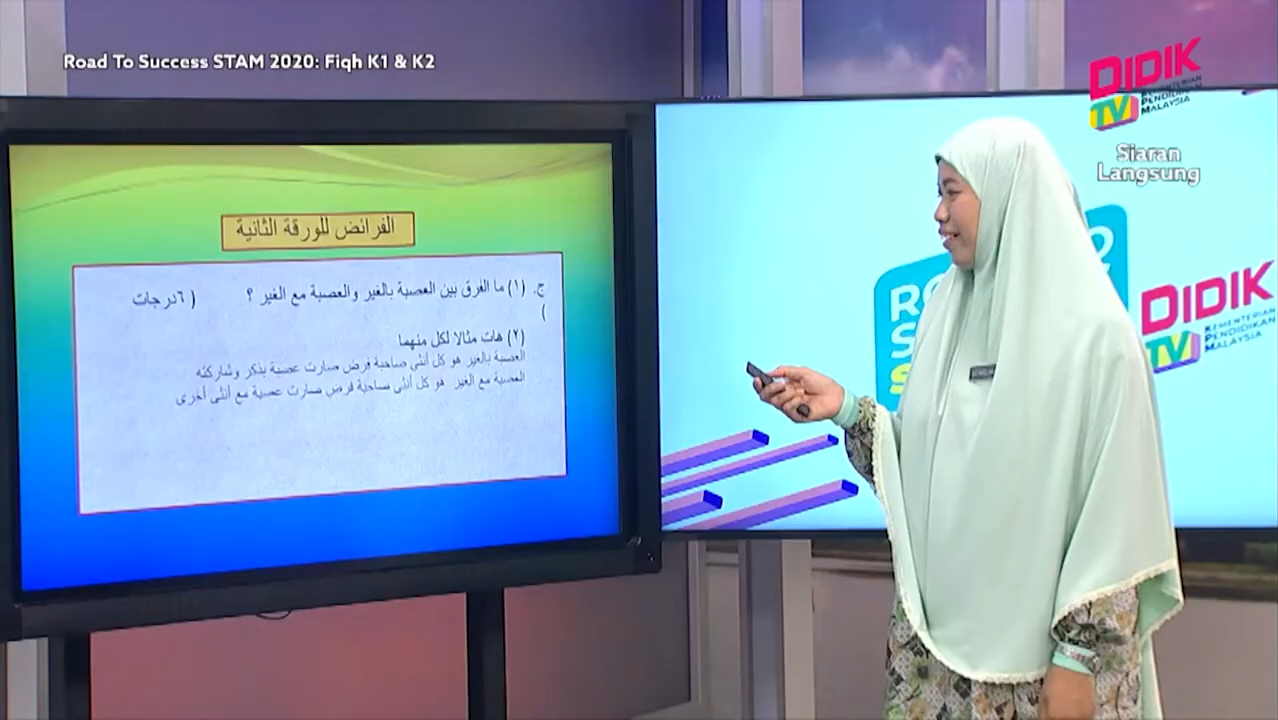 Road To Success STAM 2020: Fiqh K1 & K2
DIDIK
TV
KEMENTERIAN
PENDIDIKAN
MALAYSIA
Siaran
Langsung
الفرائض للورقة الثانية
ج. (١) ما الفرق بين العصبة بالغير والعصبة مع الغير ؟ ( ٦درجات
)
(٢) هات مثالا لكل منهما
العصبة بالغير هو كل أنثى صاحبة فرض صارت عصبة بذكر وشاركته
العصبة مع الغير هو كل أنثى صاحبة فرض صارت عصبة مع أنثى أخرى
DIDIK
TV
KEMENTERIAN
PENDIDIKAN
MALAYSIA